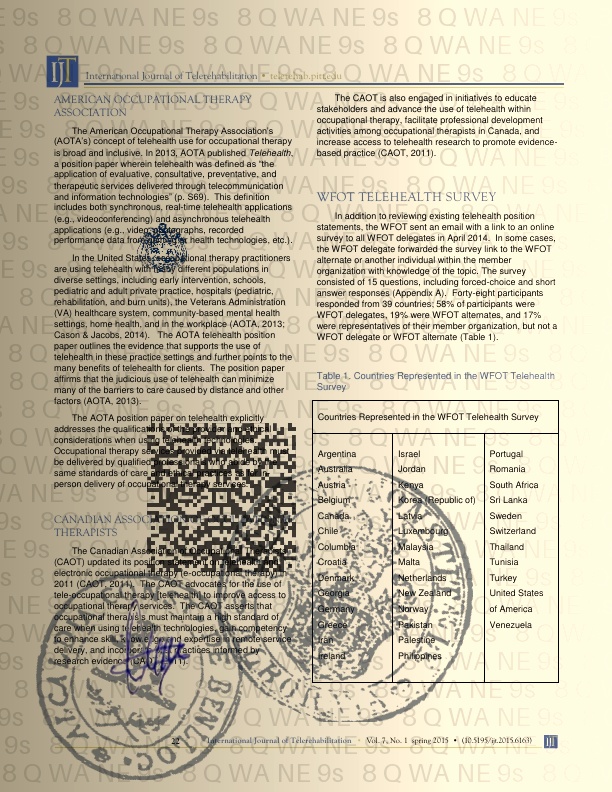 IJT International Journal of Telerehabilitation • telerehab.pitt.edu
AMERICAN OCCUPATIONAL THERAPY
ASSOCIATION
The American Occupational Therapy Association's
(AOTA's) concept of telehealth use for occupational therapy
is broad and inclusive. In 2013, AOTA published Telehealth,
a position paper wherein telehealth was defined as "the
application of evaluative, consultative, preventative, and
therapeutic services delivered through telecommunication
and information technologies" (p. S69). This definition
includes both synchronous, real-time telehealth applications
(e.g., videoconferencing) and asynchronous telehealth
applications (e.g., video, photographs, recorded
performance data from home or health technologies, etc.).
In the United States, occupational therapy practitioners
are using telehealth with many different populations in
diverse settings, including early intervention, schools,
pediatric and adult private practice, hospitals (pediatric,
rehabilitation, and burn units), the Veterans Administration
(VA) healthcare system, community-based mental health
settings, home health, and in the workplace (AOTA, 2013;
Cason & Jacobs, 2014). The AOTA telehealth position
paper outlines the evidence that supports the use of
telehealth in these practice settings and further points to the
many benefits of telehealth for clients. The position paper
affirms that the judicious use of telehealth can minimize
many of the barriers to care caused by distance and other
factors (AOTA, 2013).
The AOTA position paper on telehealth explicitly
addresses the qualifications of the provider and ethical
considerations when using telehealth technologies.
Occupational therapy services provided via telehealth must
be delivered by qualified professionals who abide by the
same standards of care and ethical practices as for in-
person delivery of occupational therapy services.
CANADIAN ASSOCIATION OF OCCUPATIONAL
THERAPISTS
The Canadian Association of Occupational Therapists
(CAOT) updated its position statement on telehealth and
electronic occupational therapy (e-occupational therapy) in
2011 (CAOT, 2011). The CAOT advocates for the use of
tele-occupational therapy [telehealth] to improve access to
occupational therapy services. The CAOT asserts that
occupational therapists must maintain a high standard of
care when using telehealth technologies, gain competency
to enhance skill, knowledge and expertise in remote service
delivery, and incorporate practices informed by
research evidence (CAOT, 2011).
The CAOT is also engaged in initiatives to educate
stakeholders and advance the use of telehealth within
occupational therapy, facilitate professional development
activities among occupational therapists in Canada, and
increase access to telehealth research to promote evidence-
based practice (CAOT, 2011).
WFOT TELEHEALTH SURVEY
In addition to reviewing existing telehealth position
statements, the WFOT sent an email with a link to an online
survey to all WFOT delegates in April 2014. In some cases,
the WFOT delegate forwarded the survey link to the WFOT
alternate or another individual within the member
organization with knowledge of the topic. The survey
consisted of 15 questions, including forced-choice and short
answer responses (Appendix A). Forty-eight participants
responded from 39 countries; 58% of participants were
WFOT delegates, 19% were WFOT alternates, and 17%
were representatives of their member organization, but not a
WFOT delegate or WFOT alternate (Table 1).
Table 1. Countries Represented in the WFOT Telehealth
Survey
Countries Represented in the WFOT Telehealth Survey
Argentina Israel Portugal
Australia Jordan Romania
Austria Kenya South Africa
Belgium Korea (Republic of) Sri Lanka
Canada Latvia Sweden
Chile Luxembourg Switzerland
Columbia Malaysia Thailand
Croatia Malta Tunisia
Denmark Netherlands Turkey
Georgia New Zealand United States
Germany Norway of America
Greece Pakistan Venezuela
Iran Palestine
Ireland Philippines
22 International Journal of Telerehabilitation • Vol. 7, No. 1 spring 2015 • (10.5195/ijt.2015.6163) IJT